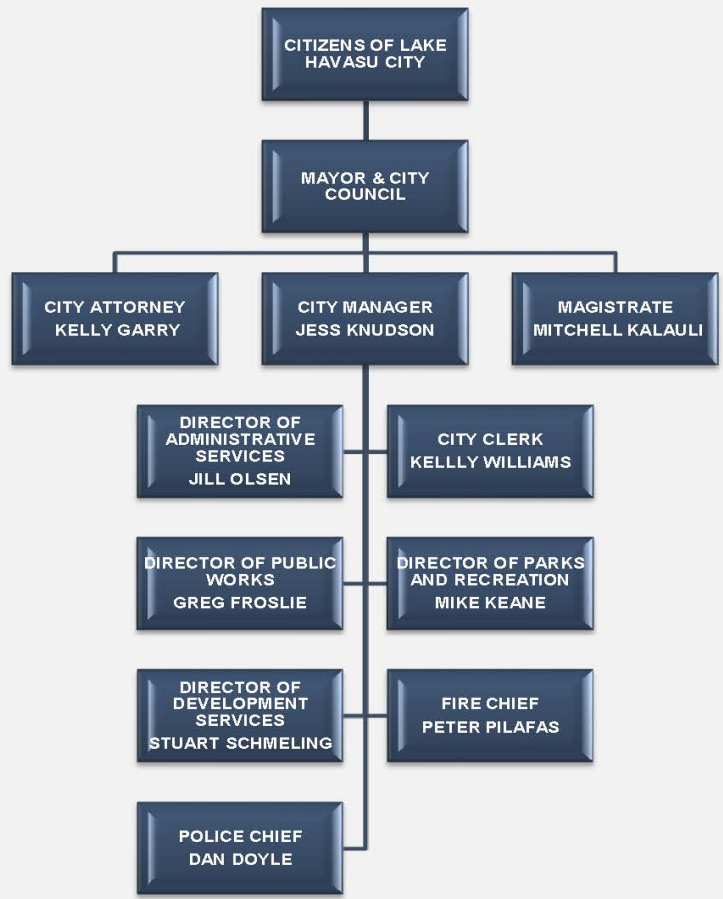 CITIZENS OF LAKE
HAVASU CITY
MAYOR & CITY
COUNCIL
CITY ATTORNEY
KELLY GARRY
CITY MANAGER
JESS KNUDSON
MAGISTRATE
MITCHELL KALAULI
DIRECTOR OF
ADMINISTRATIVE
SERVICES
JILL OLSEN
CITY CLERK
KELLLY WILLIAMS
DIRECTOR OF PUBLIC
WORKS
GREG FROSLIE
DIRECTOR OF PARKS
AND RECREATION
MIKE KEANE
DIRECTOR OF
DEVELOPMENT
SERVICES
STUART SCHMELING
FIRE CHIEF
PETER PILAFAS
POLICE CHIEF
DAN DOYLE